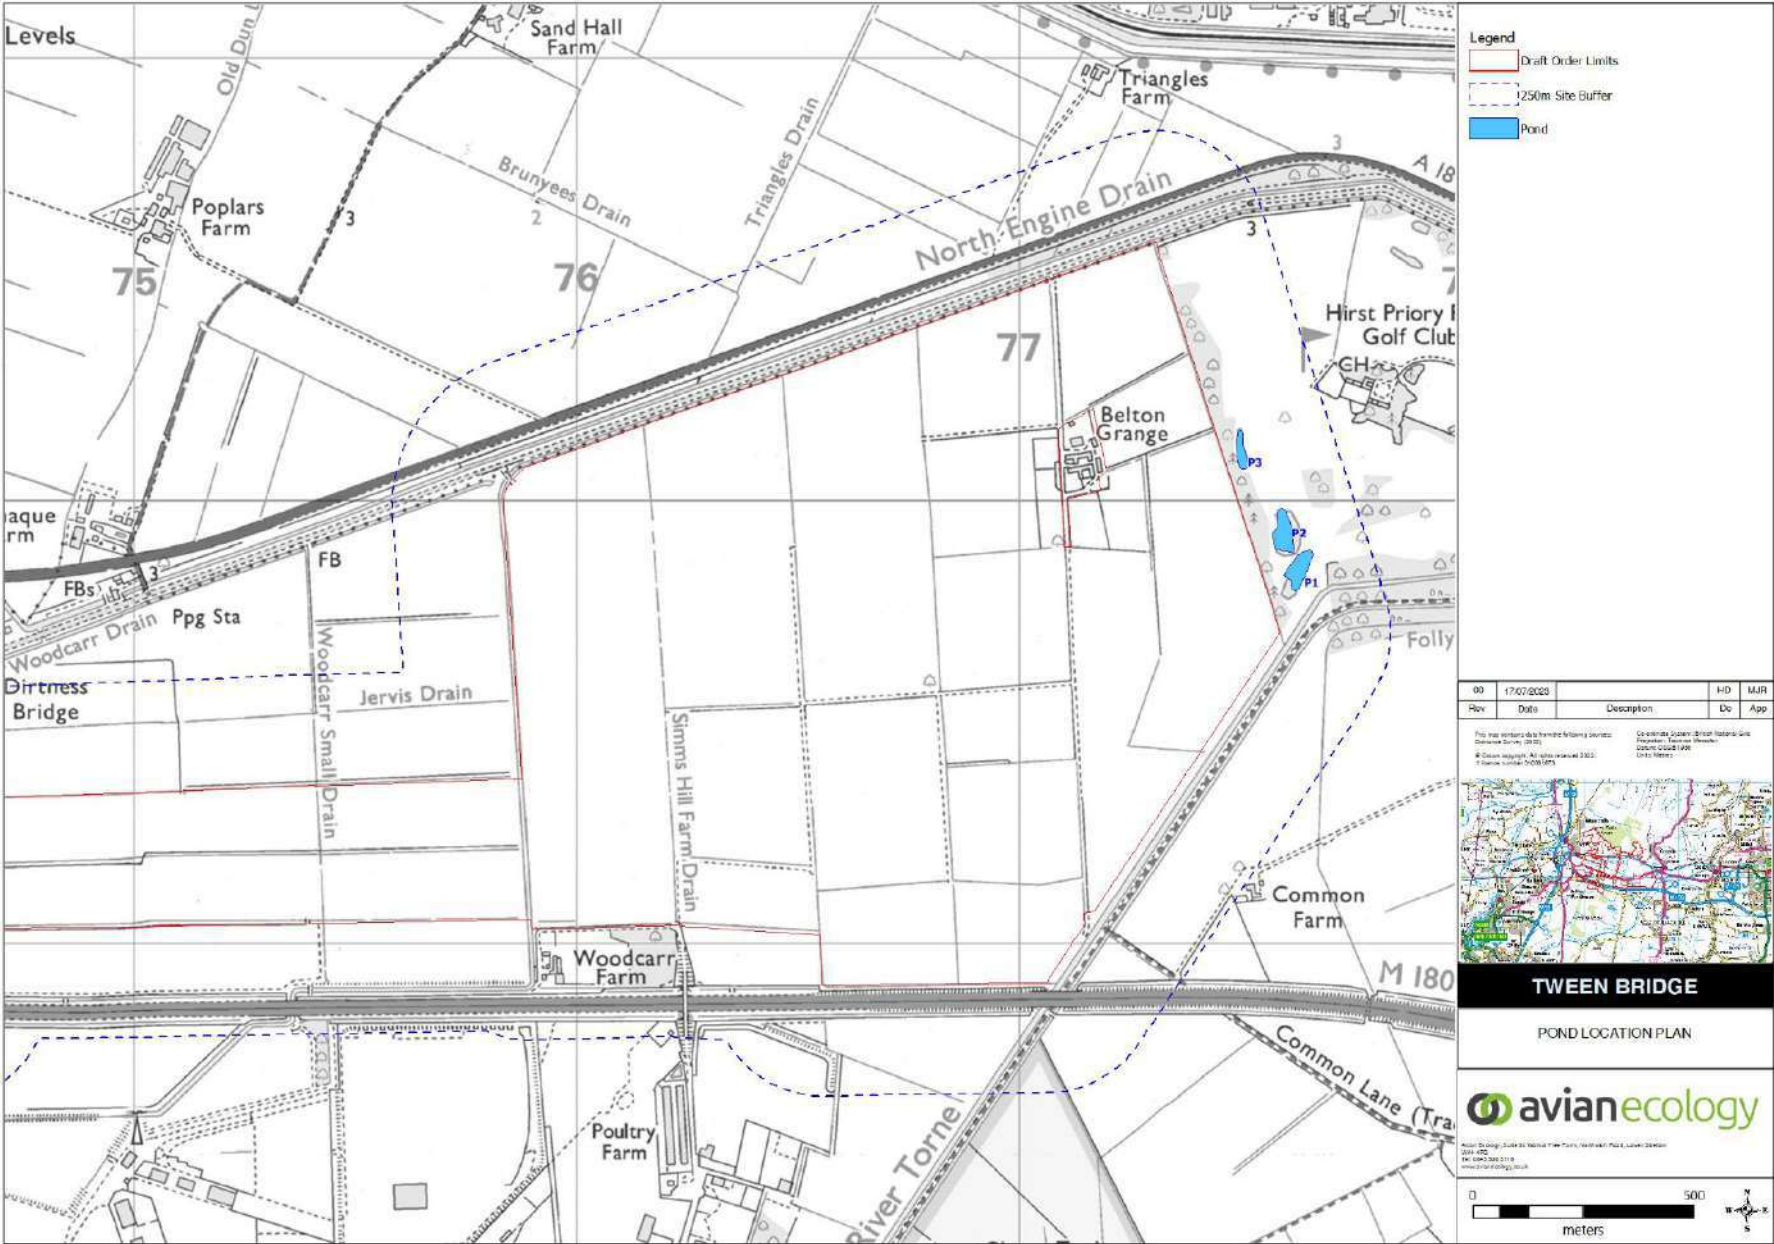 Levels
Old Dun
Sand Hall
Farm
Triangles
Farm
Triangles Drain
Brunyees Drain
Poplars
Farm
3
2
75
76
77
North Engine Drain
3
A 18
3
Hirst Priory
Golf Club
CH
Belton
Grange
P3
P2
P1
FBs
3
FB
Ppg Sta
Woodcarr Drain
Dirtness
Bridge
Woodcarr Small Drain
Jervis Drain
Simms Hill Farm Drain
Folly
Common
Farm
Woodcarr
Farm
M 180
Common Lane (Tra
Poultry
Farm
River Torne
Legend
Draft Order Limits
250m Site Buffer
Pond
00 17/07/2023 HD MJR
Rev Date Description Do App
TWEEN BRIDGE
POND LOCATION PLAN
avianecology
0 500
meters
N
W E
S